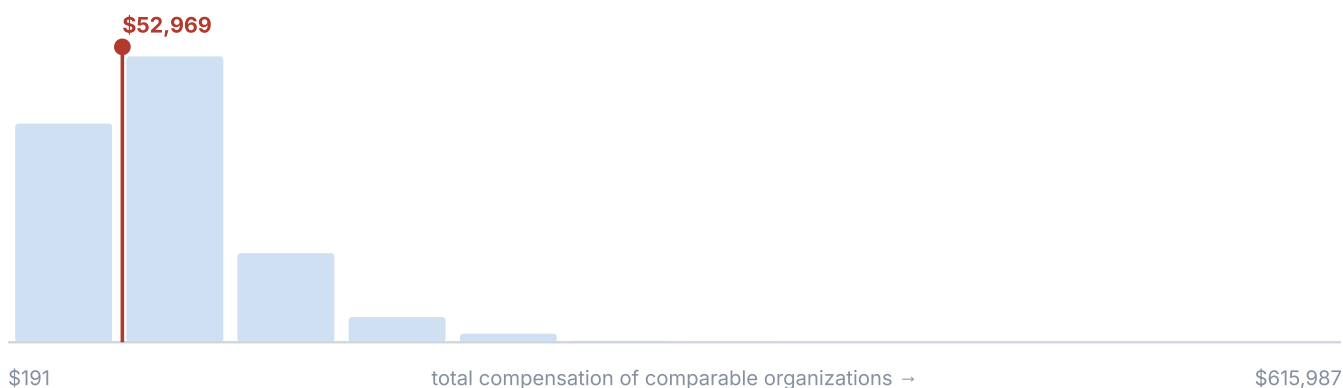 $52,969
$191 total compensation of comparable organizations → $615,987